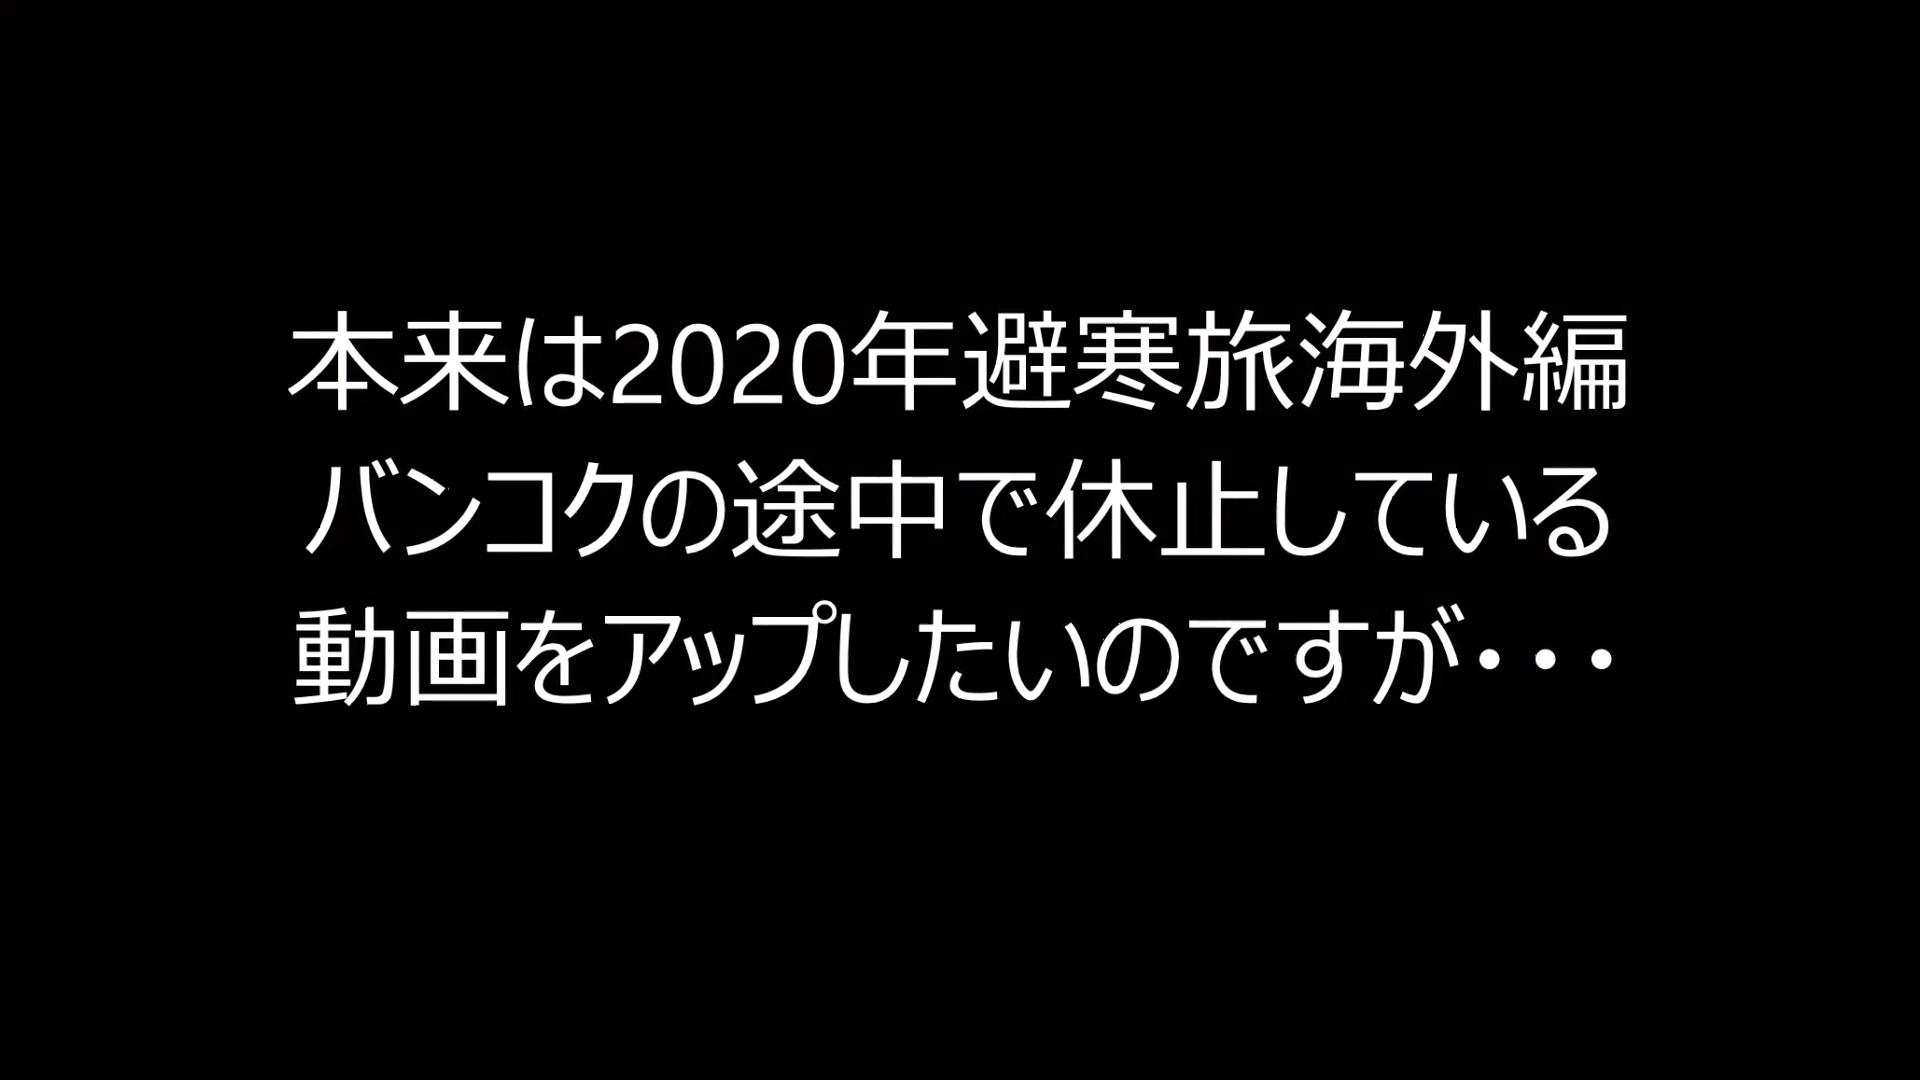 本来は2020年避寒旅海外編
バンコクの途中で休止している
動画をアップしたいのですが・・・